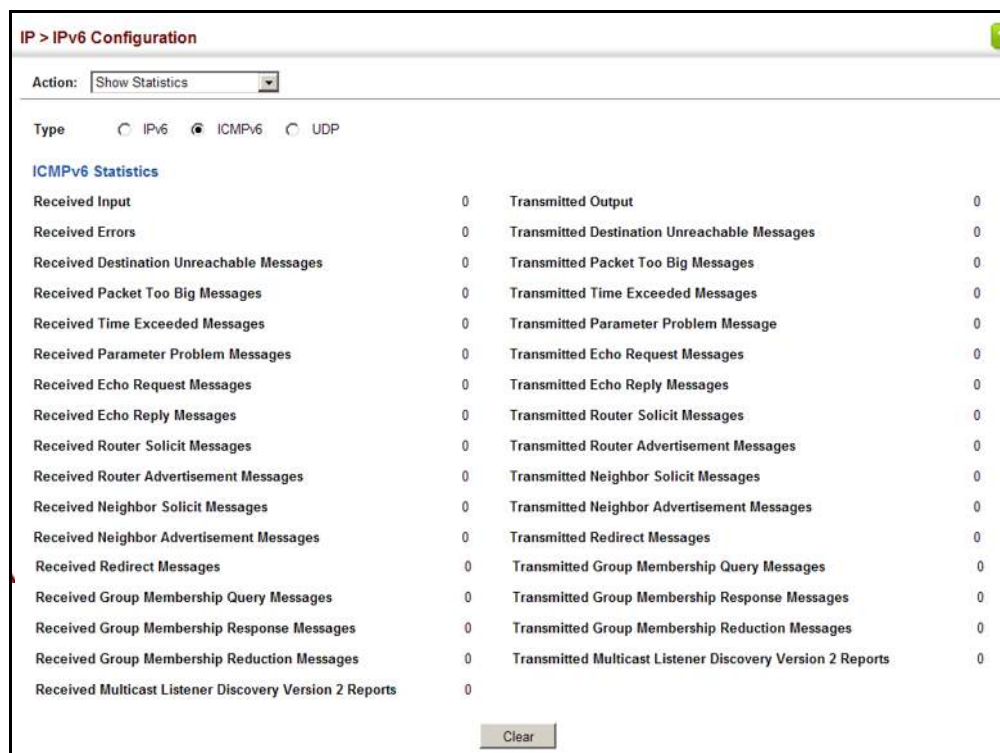 IP > IPv6 Configuration
Action: Show Statistics
Type IPv6 ICMPv6 UDP
ICMPv6 Statistics
Received Input 0 Transmitted Output 0
Received Errors 0 Transmitted Destination Unreachable Messages 0
Received Destination Unreachable Messages 0 Transmitted Packet Too Big Messages 0
Received Packet Too Big Messages 0 Transmitted Time Exceeded Messages 0
Received Time Exceeded Messages 0 Transmitted Parameter Problem Message 0
Received Parameter Problem Messages 0 Transmitted Echo Request Messages 0
Received Echo Request Messages 0 Transmitted Echo Reply Messages 0
Received Echo Reply Messages 0 Transmitted Router Solicit Messages 0
Received Router Solicit Messages 0 Transmitted Router Advertisement Messages 0
Received Router Advertisement Messages 0 Transmitted Neighbor Solicit Messages 0
Received Neighbor Solicit Messages 0 Transmitted Neighbor Advertisement Messages 0
Received Neighbor Advertisement Messages 0 Transmitted Redirect Messages 0
Received Redirect Messages 0 Transmitted Group Membership Query Messages 0
Received Group Membership Query Messages 0 Transmitted Group Membership Response Messages 0
Received Group Membership Response Messages 0 Transmitted Group Membership Reduction Messages 0
Received Group Membership Reduction Messages 0 Transmitted Multicast Listener Discovery Version 2 Reports 0
Received Multicast Listener Discovery Version 2 Reports 0
Clear